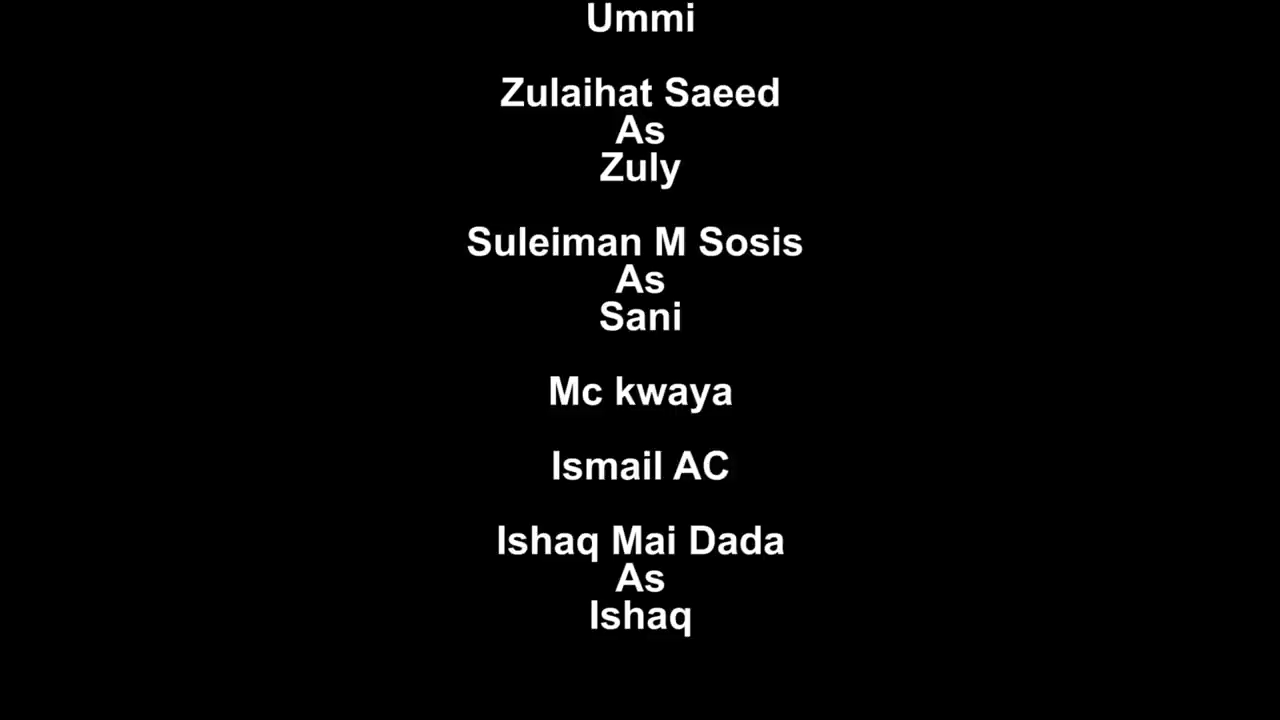 Ummi
Zulaihat Saeed
As
Zuly
Suleiman M Sosis
As
Sani
Mc kwaya
Ismail AC
Ishaq Mai Dada
As
Ishaq